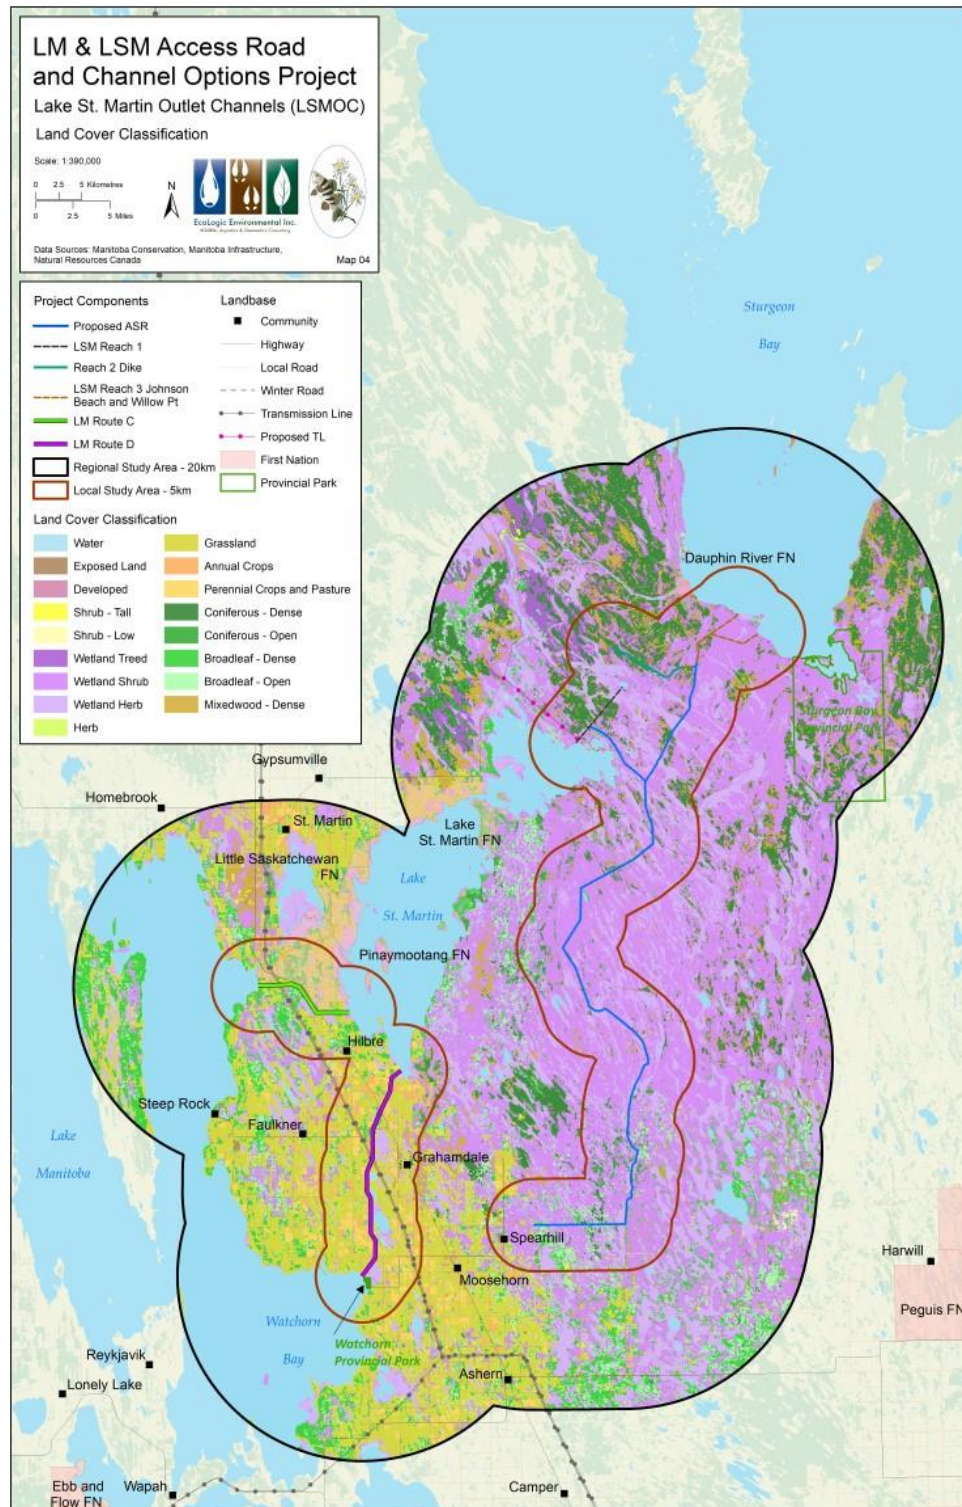 LM & LSM Access Road
and Channel Options Project
Lake St. Martin Outlet Channels (LSMOC)
Land Cover Classification
Scale: 1:390,000
0 2.5 5 Kilometres
0 2.5 5 Miles
N
EcoLogic Environmental Inc.
Data Sources: Manitoba Conservation, Manitoba Infrastructure,
Natural Resources Canada
Map 04
Project Components
Proposed ASR
LSM Reach 1
Reach 2 Dike
LSM Reach 3 Johnson
Beach and Willow Pt
LM Route C
LM Route D
Regional Study Area - 20km
Local Study Area - 5km
Landbase
Community
Highway
Local Road
Winter Road
Transmission Line
Proposed TL
First Nation
Provincial Park
Land Cover Classification
Water
Exposed Land
Developed
Shrub - Tall
Shrub - Low
Wetland Treed
Wetland Shrub
Wetland Herb
Herb
Grassland
Annual Crops
Perennial Crops and Pasture
Coniferous - Dense
Coniferous - Open
Broadleaf - Dense
Broadleaf - Open
Mixedwood - Dense
Sturgeon
Bay
Dauphin River FN
Sturgeon Bay
Provincial Park
Gypsumville
Homebrook
St. Martin
Lake
St. Martin FN
Little Saskatchewan
FN
Lake
St. Martin
Pinaymootang FN
Hilbre
Steep Rock
Faulkner
Lake
Manitoba
Grahamdale
Spearhill
Moosehorn
Harwill
Peguis FN
Watchorn
Bay
Watchorn
Provincial Park
Reykjavik
Lonely Lake
Ashern
Ebb and
Flow FN
Wapah
Camper